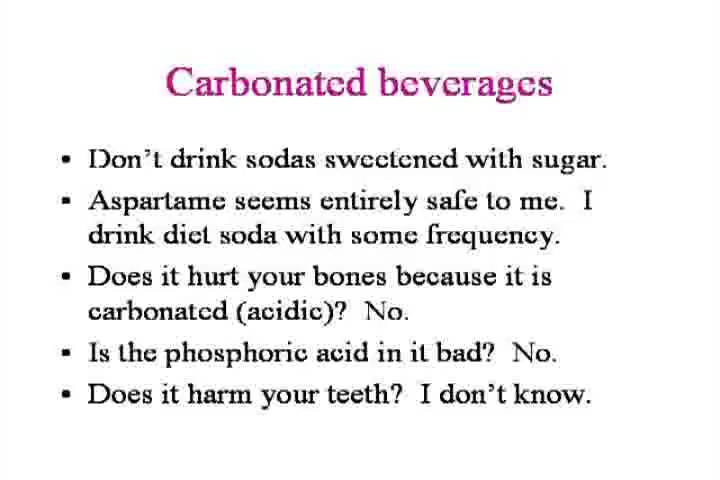 Carbonated beverages
• Don't drink sodas sweetened with sugar.
• Aspartame seems entirely safe to me. I
drink diet soda with some frequency.
• Does it hurt your bones because it is
carbonated (acidic)? No.
• Is the phosphoric acid in it bad? No.
• Does it harm your teeth? I don't know.